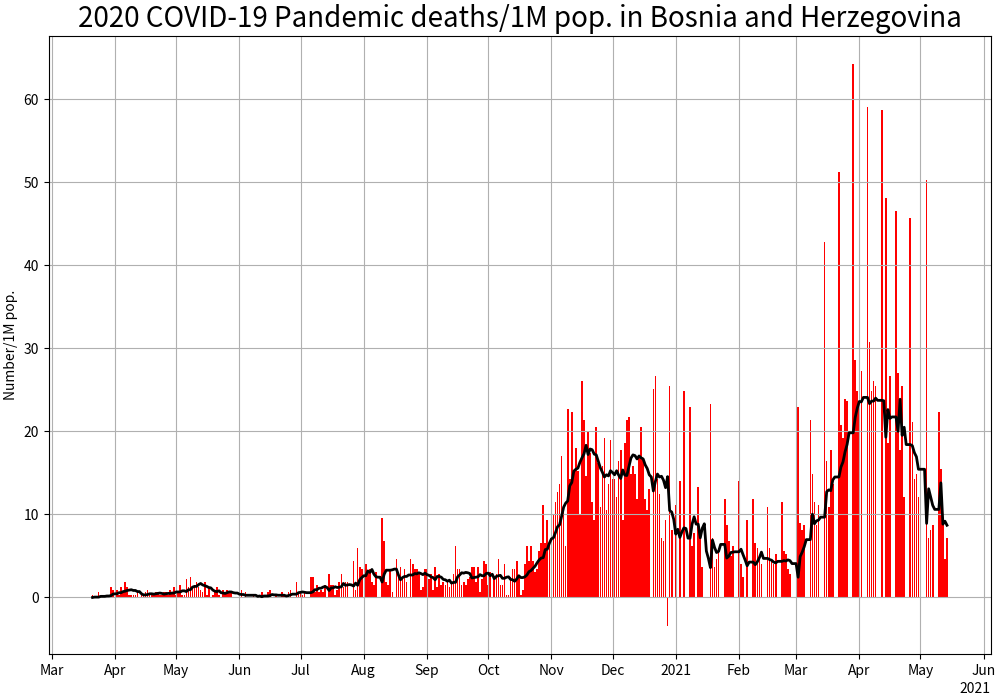 2020 COVID-19 Pandemic deaths/1M pop. in Bosnia and Herzegovina
Number/1M pop.
60
50
40
30
20
10
0
Mar Apr May Jun Jul Aug Sep Oct Nov Dec 2021 Feb Mar Apr May Jun
2021